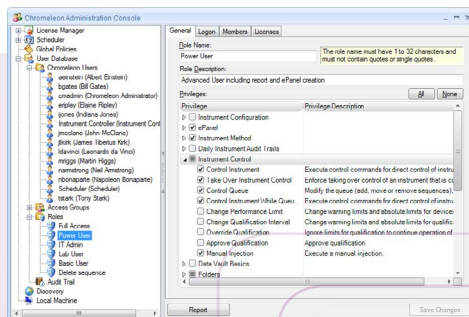 Chromeleon Administration Console
License Manager
Scheduler
Global Policies
User Database
Chromeleon Users
aeinstein (Albert Einstein)
bgates (Bill Gates)
cmadmin (Chromeleon Administrator)
eripley (Elaine Ripley)
ijones (Indiana Jones)
Instrument Controller (Instrument Cont
jmcclane (John McClane)
jtkirk (James Tiberius Kirk)
ldavinci (Leonardo da Vinci)
mriggs (Martin Riggs)
narmstrong (Neil Armstrong)
nbonaparte (Napoleon Bonaparte)
Scheduler (Scheduler)
tstark (Tony Stark)
Access Groups
Roles
Full Access
Power User
IT Admin
Lab User
Basic User
Delete sequence
Audit Trail
Discovery
Local Machine
General Logon Members Licenses
Role Name:
Power User
The role name must have 1 to 32 characters and
must not contain quotes or single quotes.
Role Description:
Advanced User including report and ePanel creation
Privileges:
All None
Privilege Privilege Description
Instrument Configuration
ePanel
Instrument Method
Daily Instrument Audit Trails
Instrument Control
Control Instrument Execute control commands for direct control of instru
Take Over Instrument Control Enforce taking over control of an instrument that is cu
Control Queue Modify the queue (add, move or remove sequences).
Control Instrument While Queu Execute control commands for direct control of instru
Change Performance Limit Change warning limits and absolute limits for device
Change Qualification Interval Change warning limits and absolute limits for qualific
Override Qualification Ignore limits for qualification to continue operation of
Approve Qualification Approve qualification.
Manual Injection Execute a manual injection.
Data Vault Basics
Folders
Report Save Changes